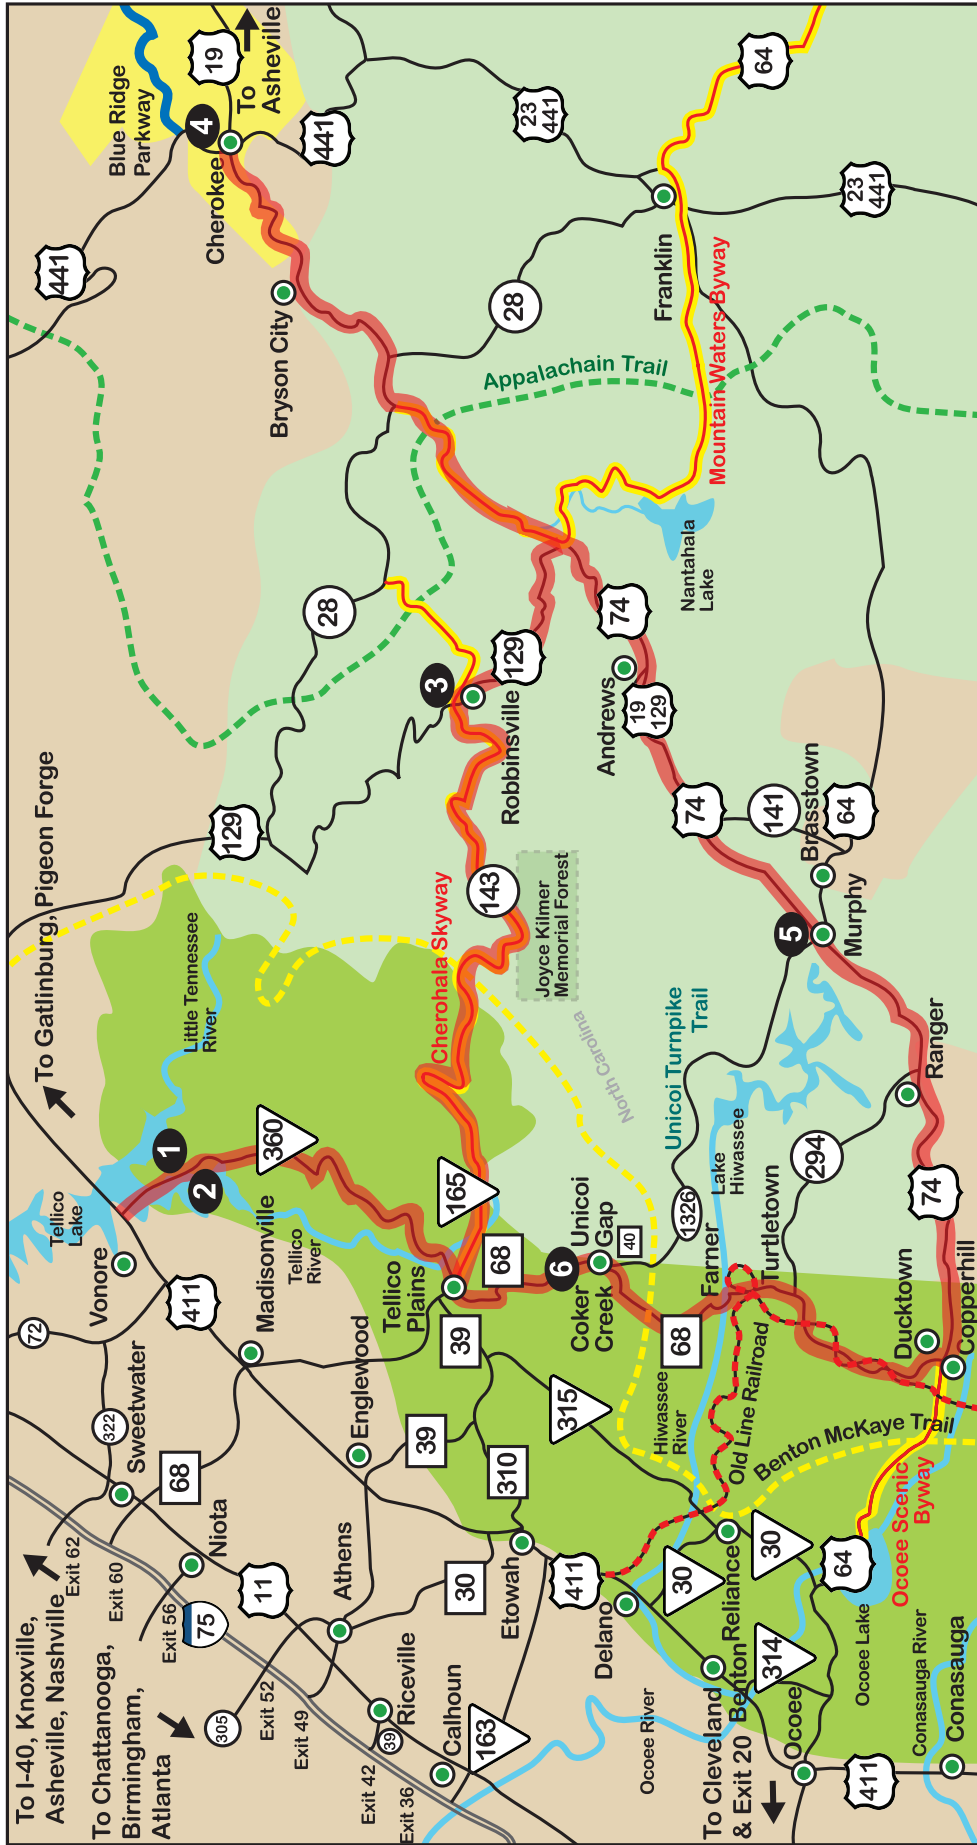 To I-40, Knoxville,
Asheville, Nashville
To Chattanooga,
Birmingham,
Atlanta
Exit 36
Exit 42
Exit 49
Exit 52
Exit 56
Exit 60
Exit 62
305
75
11
322
72
68
39
163
Calhoun
Riceville
Athens
Niota
Sweetwater
Englewood
Madisonville
Vonore
411
Tellico
Lake
To Gatlinburg, Pigeon Forge
Tellico
River
Little Tennessee
River
1
2
360
129
441
Blue Ridge
Parkway
19
To
Asheville
4
Cherokee
441
Bryson City
28
28
23
441
64
23
441
Franklin
Appalachain Trail
Mountain Waters Byway
Nantahala
Lake
3
129
Robbinsville
143
Cherohala Skyway
Joyce Kilmer
Memorial Forest
North Carolina
165
Tellico
Plains
68
39
39
310
30
Etowah
315
411
Delano
30
Reliance
30
Benton
314
To Cleveland
& Exit 20
Ocoee
Ocoee River
Hiwassee
River
Old Line Railroad
Benton McKaye Trail
6
Coker
Creek
Unicoi
Gap
40
68
1326
Unicoi Turnpike
Trail
Farner
Lake
Hiwassee
Turtletown
294
5
Murphy
Brasstown
141
64
74
19
129
Andrews
74
Ranger
74
Ducktown
Copperhill
64
Ocoee Scenic
Byway
Ocoee Lake
411
Conasauga River
Conasauga